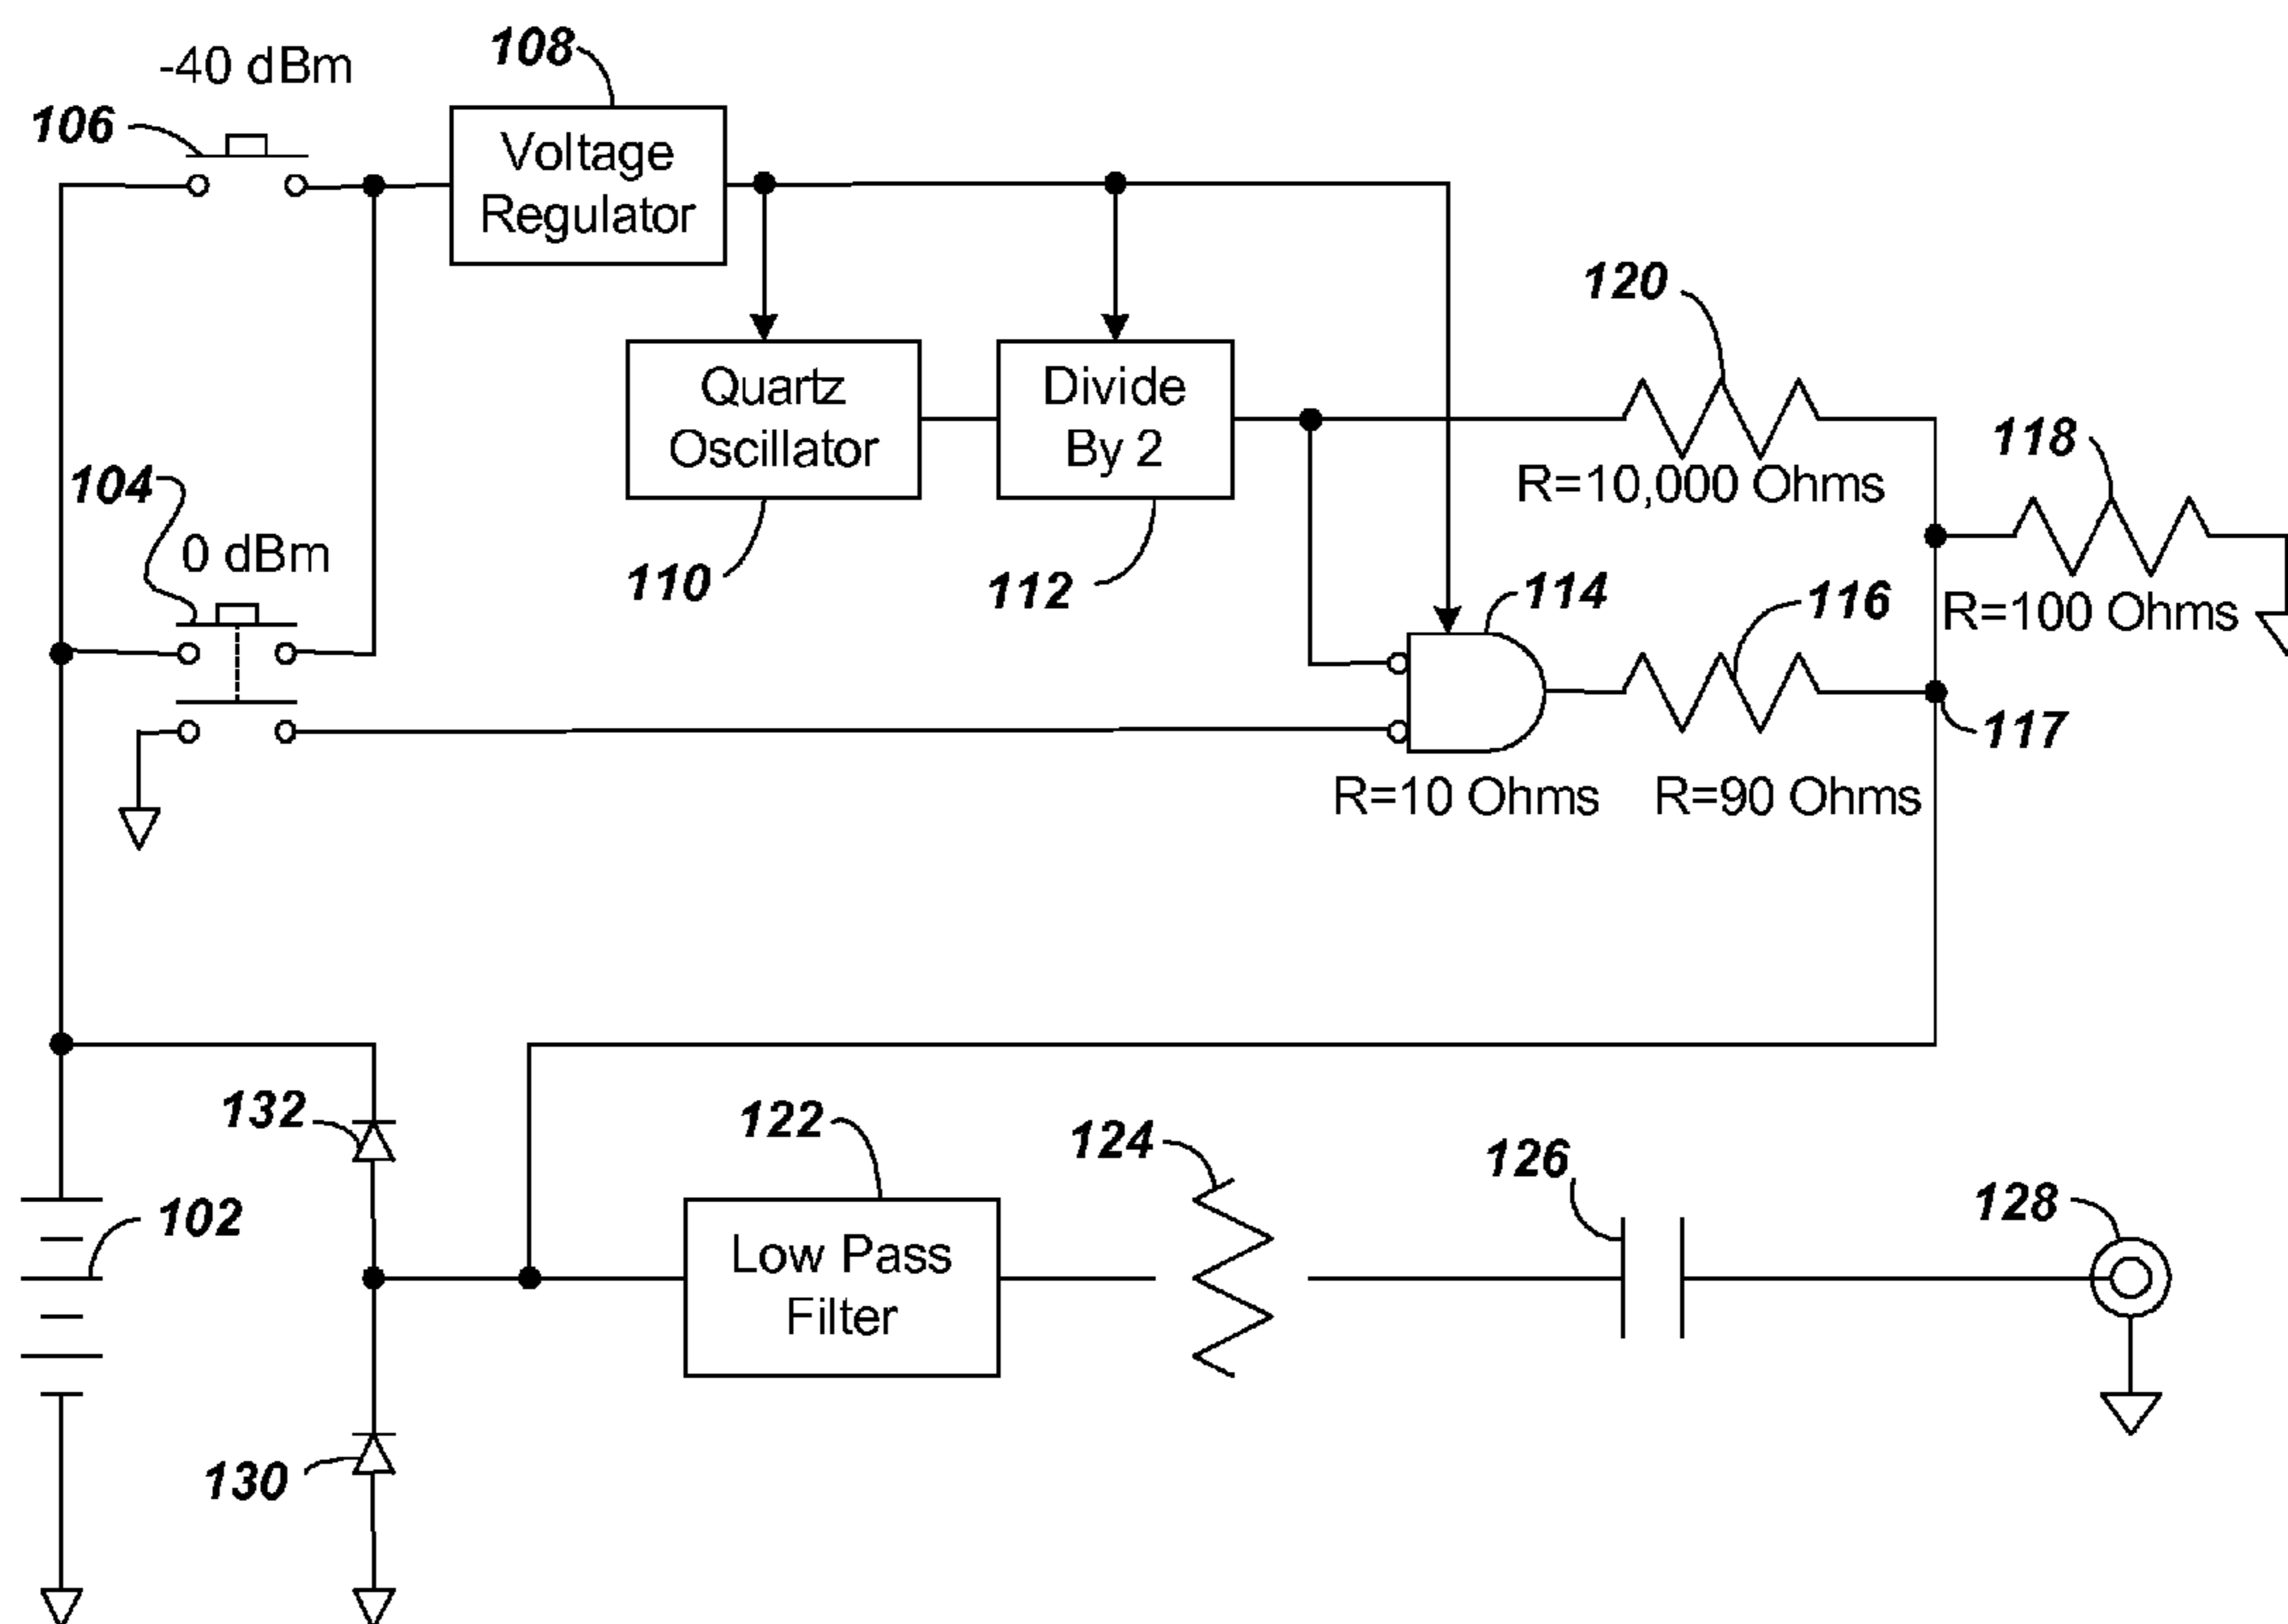 108
-40 dBm
106
Voltage
Regulator
120
Quartz
Oscillator
Divide
By 2
118
104
R=10,000 Ohms
0 dBm
110
112
114
116
R=100 Ohms
117
R=10 Ohms
R=90 Ohms
132
122
124
126
128
102
Low Pass
Filter
130